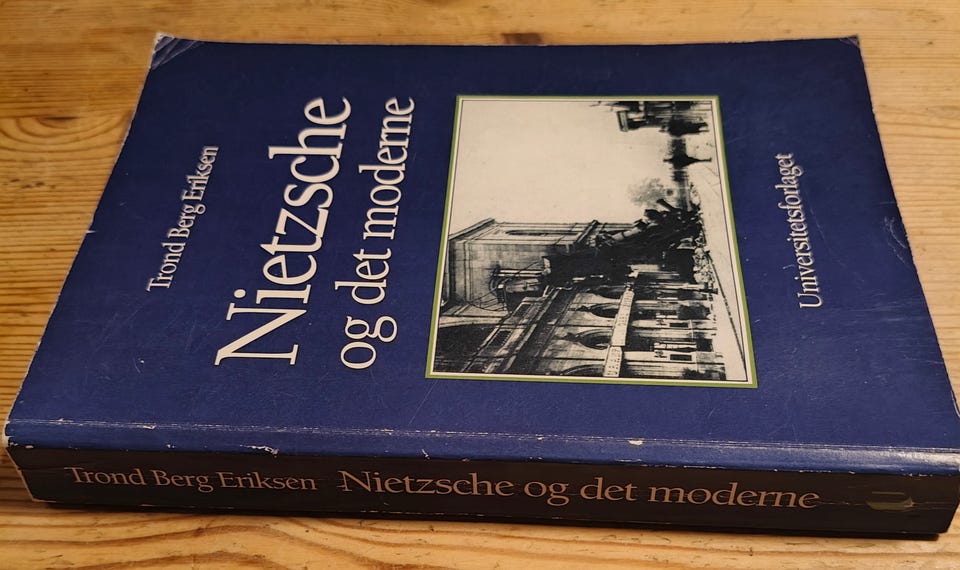 Trond Berg Eriksen
Nietzsche
og det moderne
Universitetsforlaget
Trond Berg Eriksen Nietzsche og det moderne